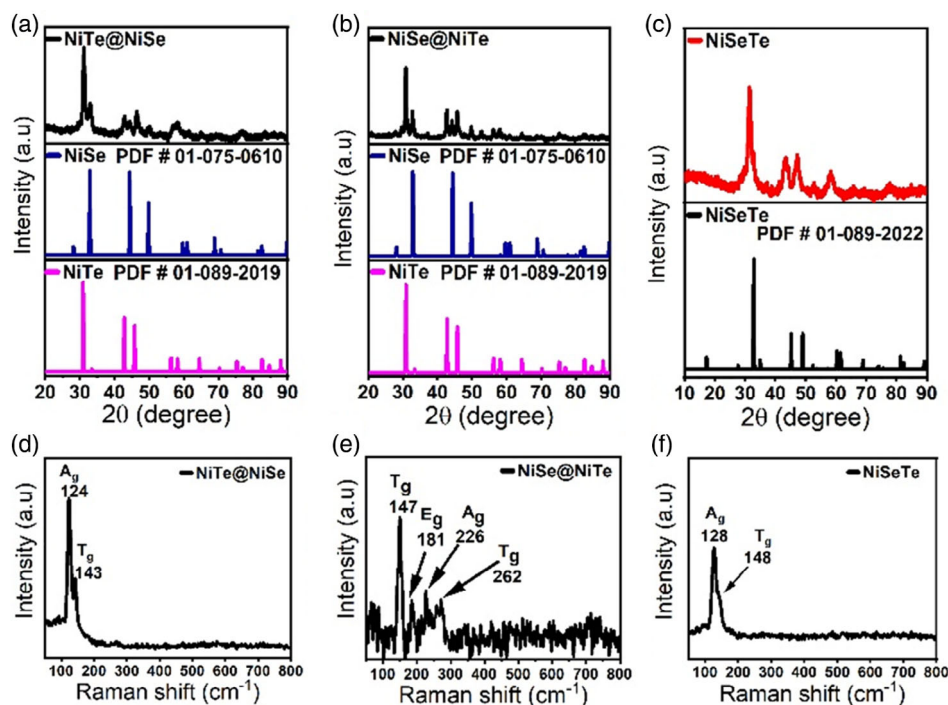 (a)
NiTe@NiSe
NiSe PDF # 01-075-0610
NiTe PDF # 01-089-2019
Intensity (a.u)
20 30 40 50 60 70 80 90
2θ (degree)
(b)
NiSe@NiTe
NiSe PDF # 01-075-0610
NiTe PDF # 01-089-2019
Intensity (a.u)
20 30 40 50 60 70 80 90
2θ (degree)
(c)
NiSeTe
NiSeTe
PDF # 01-089-2022
Intensity (a.u)
10 20 30 40 50 60 70 80 90
2θ (degree)
(d)
NiTe@NiSe
Ag
124
Tg
143
Intensity (a.u)
100 200 300 400 500 600 700 800
Raman shift (cm-1)
(e)
NiSe@NiTe
Tg
147
Eg
181
Ag
226
Tg
262
Intensity (a.u)
100 200 300 400 500 600 700 800
Raman shift (cm-1)
(f)
NiSeTe
Ag
128
Tg
148
Intensity (a.u)
100 200 300 400 500 600 700 800
Raman shift (cm-1)